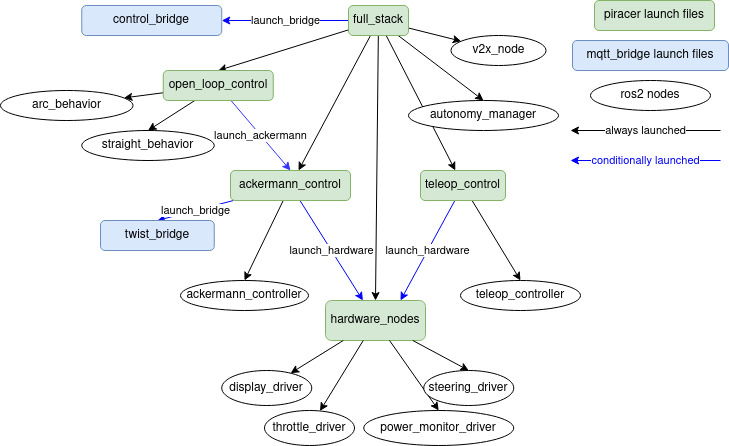 control_bridge
launch_bridge
full_stack
piracer launch files
v2x_node
mqtt_bridge launch files
open_loop_control
arc_behavior
ros2 nodes
autonomy_manager
launch_ackermann
straight_behavior
always launched
conditionally launched
ackermann_control
teleop_control
launch_bridge
twist_bridge
launch_hardware
launch_hardware
ackermann_controller
teleop_controller
hardware_nodes
display_driver
steering_driver
throttle_driver
power_monitor_driver